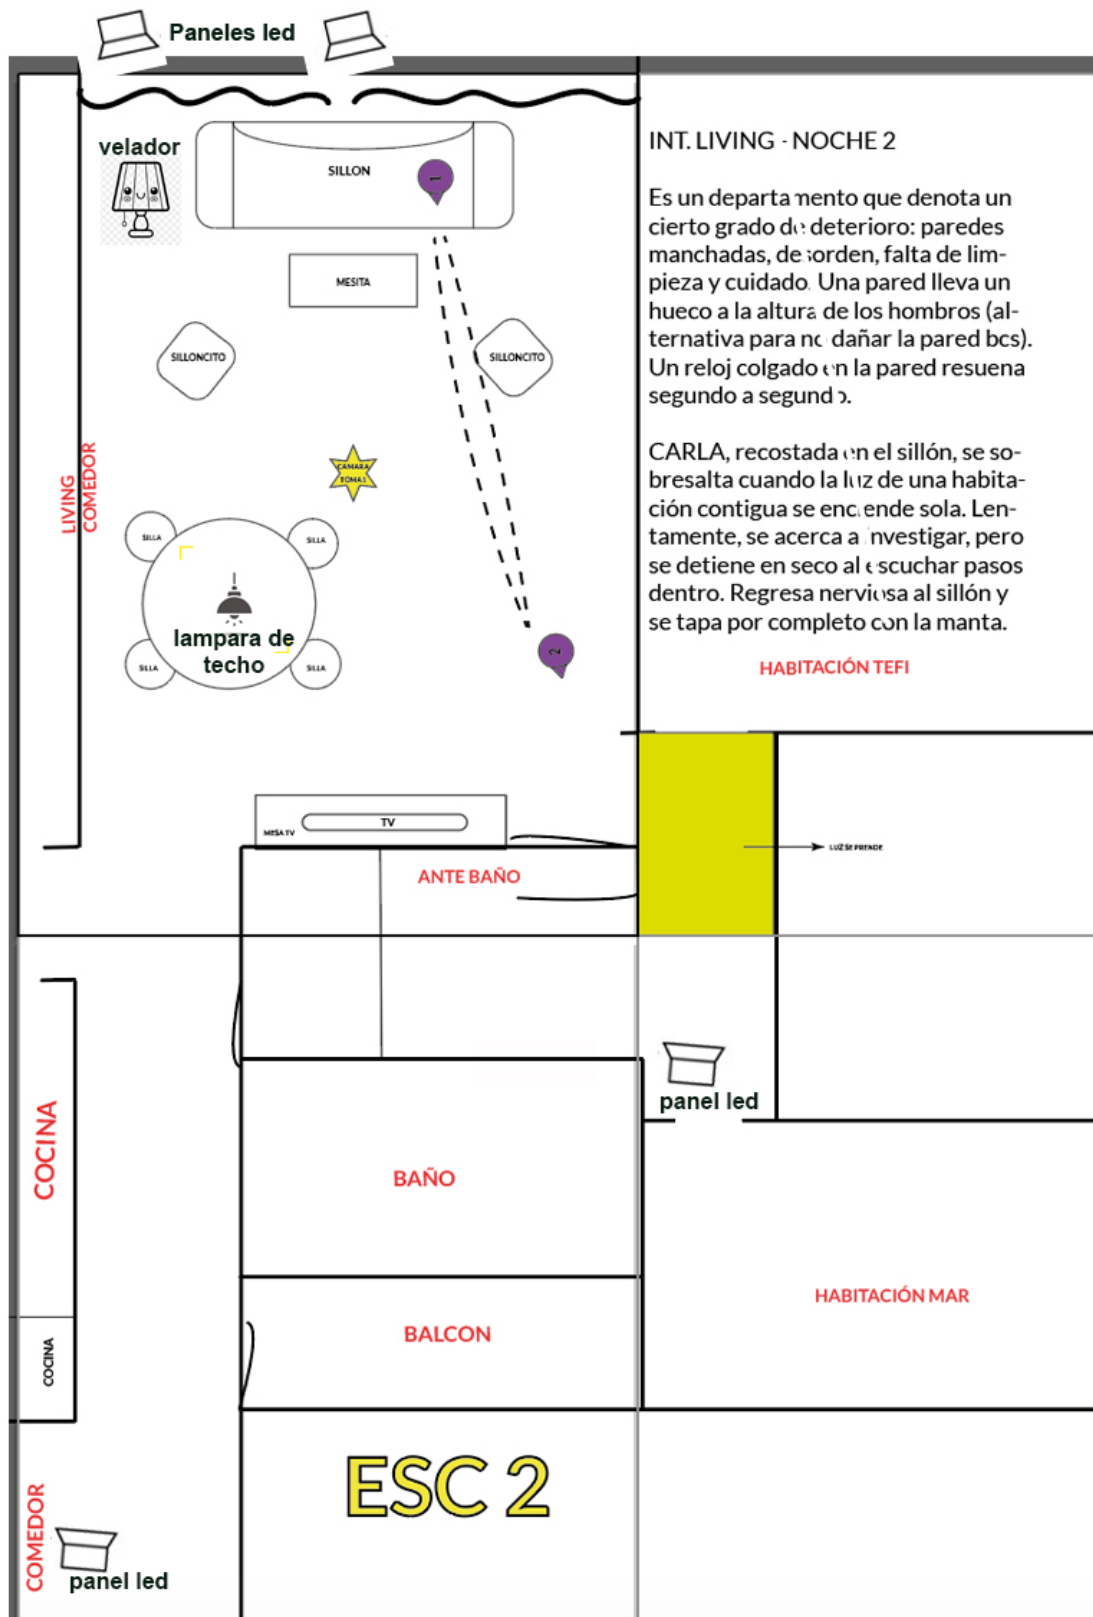 Paneles led
velador
SILLON
1
MESITA
SILLONCITO
SILLONCITO
CAMARA
TOMA1
LIVING
COMEDOR
SILLA
SILLA
lampara de
techo
SILLA
SILLA
2
MESA TV
TV
INT. LIVING - NOCHE 2
Es un departamento que denota un
cierto grado de deterioro: paredes
manchadas, desorden, falta de lim-
pieza y cuidado. Una pared lleva un
hueco a la altura de los hombros (al-
ternativa para no dañar la pared bcs).
Un reloj colgado en la pared resuena
segundo a segundo.
CARLA, recostada en el sillón, se so-
bresalta cuando la luz de una habita-
ción contigua se enciende sola. Len-
tamente, se acerca a investigar, pero
se detiene en seco al escuchar pasos
dentro. Regresa nerviosa al sillón y
se tapa por completo con la manta.
HABITACIÓN TEFI
LUZ SE PRENDE
ANTE BAÑO
panel led
COCINA
BAÑO
HABITACIÓN MAR
BALCON
COCINA
ESC 2
COMEDOR
panel led